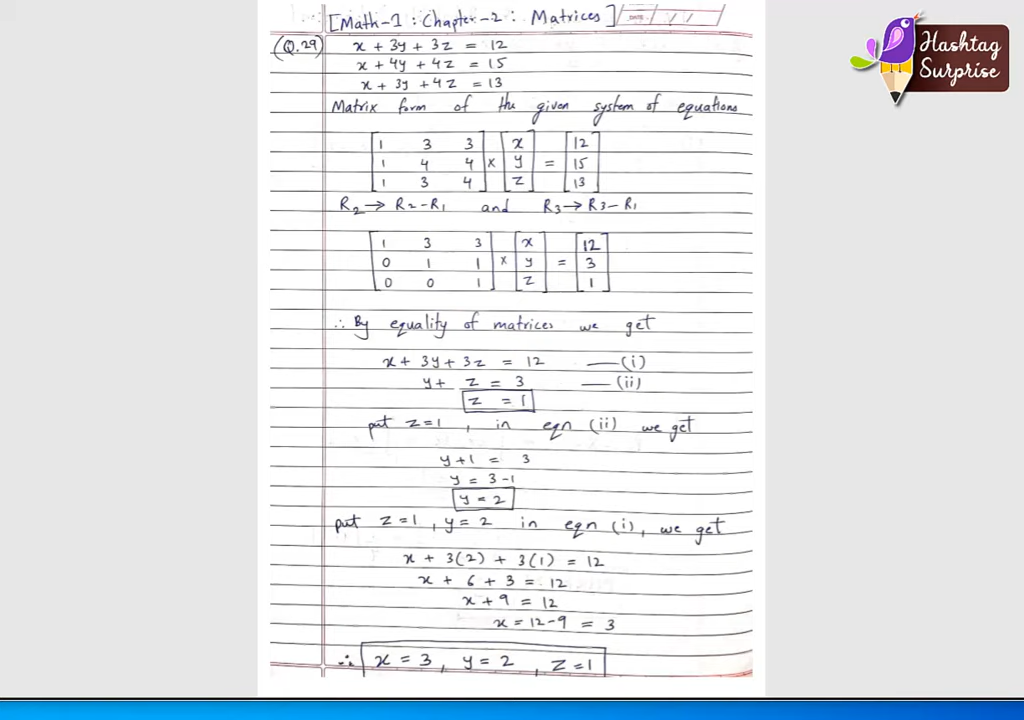 [Math-1 : Chapter-2 : Matrices]
DATE / /
Hashtag
Surprise
(Q.29) x + 3y + 3z = 12
x + 4y + 4z = 15
x + 3y + 4z = 13
Matrix form of the given system of equations
[1 3 3] [x] [12]
[1 4 4] × [y] = [15]
[1 3 4] [z] [13]
R2 → R2 - R1 and R3 → R3 - R1
[1 3 3] [x] [12]
[0 1 1] × [y] = [3]
[0 0 1] [z] [1]
∴ By equality of matrices we get
x + 3y + 3z = 12 —(i)
y + z = 3 —(ii)
z = 1
put z=1 , in eqn (ii) we get
y + 1 = 3
y = 3 - 1
y = 2
put z=1 , y=2 in eqn (i), we get
x + 3(2) + 3(1) = 12
x + 6 + 3 = 12
x + 9 = 12
x = 12-9 = 3
∴ x = 3 , y = 2 , z = 1